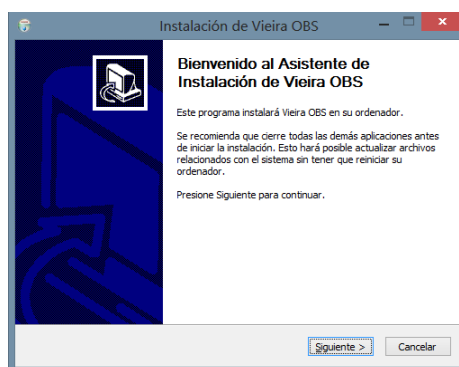 Instalación de Vieira OBS
Bienvenido al Asistente de
Instalación de Vieira OBS
Este programa instalará Vieira OBS en su ordenador.
Se recomienda que cierre todas las demás aplicaciones antes
de iniciar la instalación. Esto hará posible actualizar archivos
relacionados con el sistema sin tener que reiniciar su
ordenador.
Presione Siguiente para continuar.
Siguiente >
Cancelar